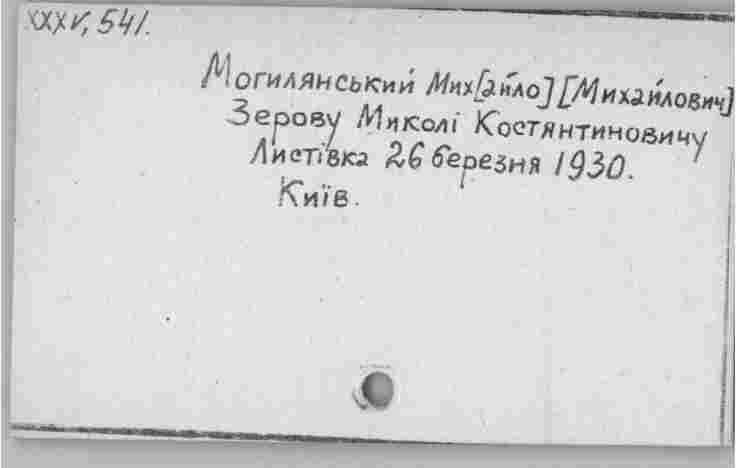 XXXV, 541.
Могилянський Мих[айло] [Михайлович]
Зерову Миколі Костянтиновичу
Листівка 26 березня 1930.
Київ.